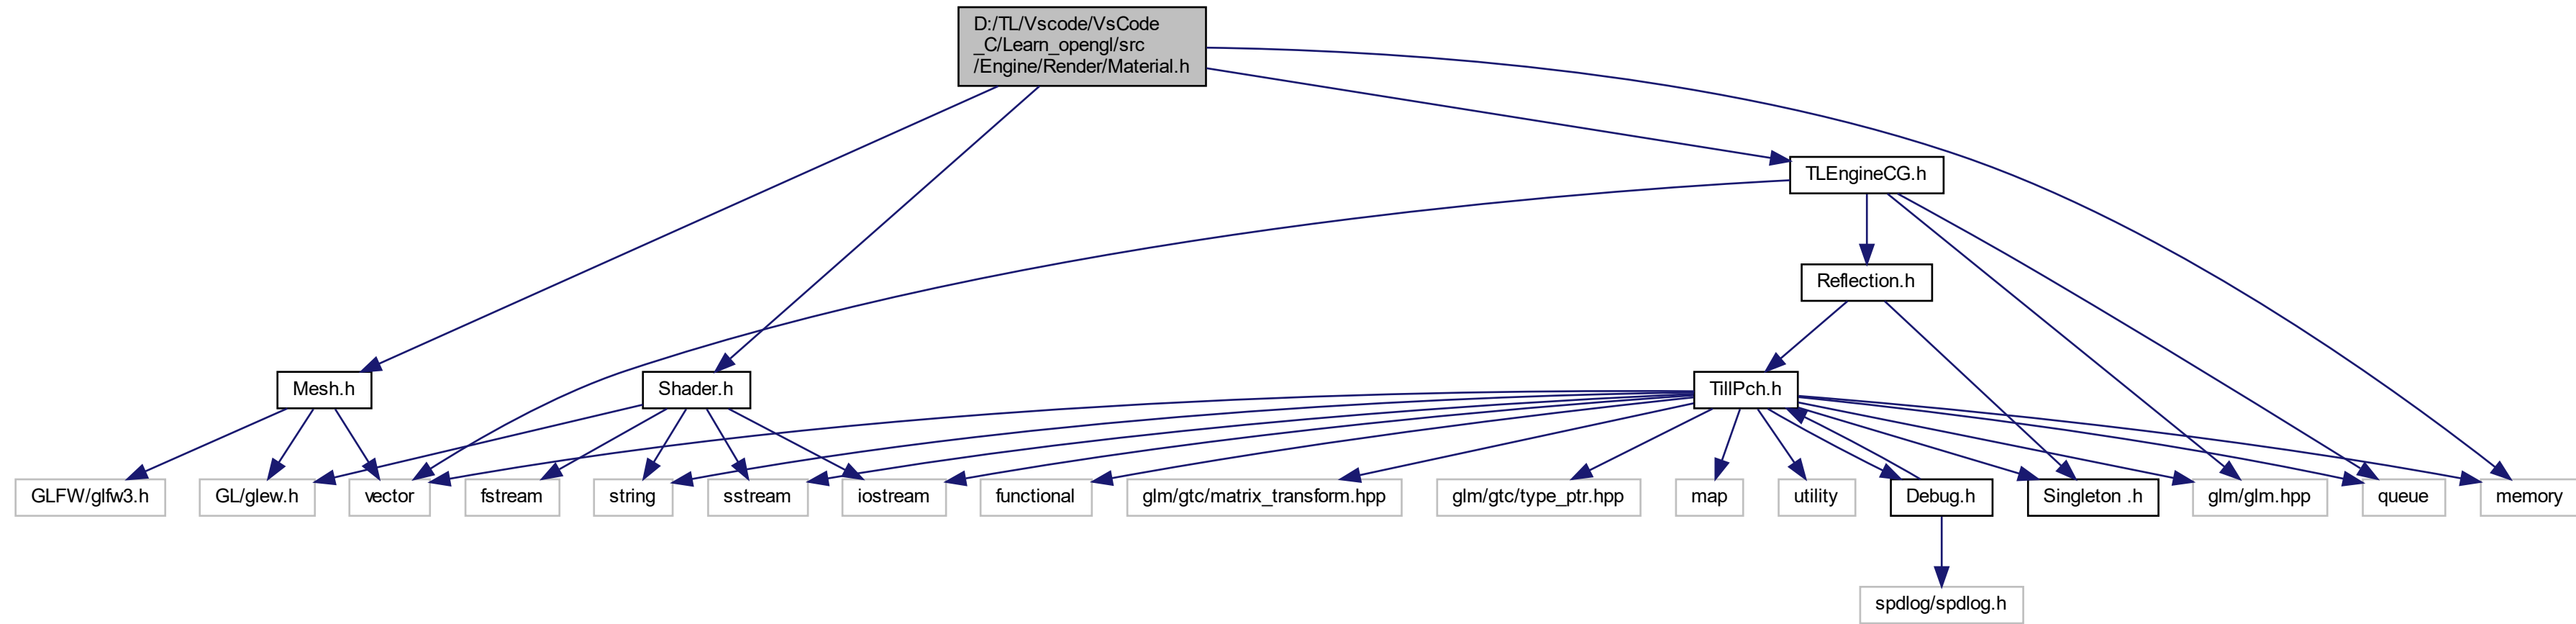 D:/TL/Vscode/VsCode
_C/Learn_opengl/src
/Engine/Render/Material.h
TLEngineCG.h
Reflection.h
Mesh.h
Shader.h
TillPch.h
GLFW/glfw3.h
GL/glew.h
vector
fstream
string
sstream
iostream
functional
glm/gtc/matrix_transform.hpp
glm/gtc/type_ptr.hpp
map
utility
Debug.h
Singleton .h
glm/glm.hpp
queue
memory
spdlog/spdlog.h